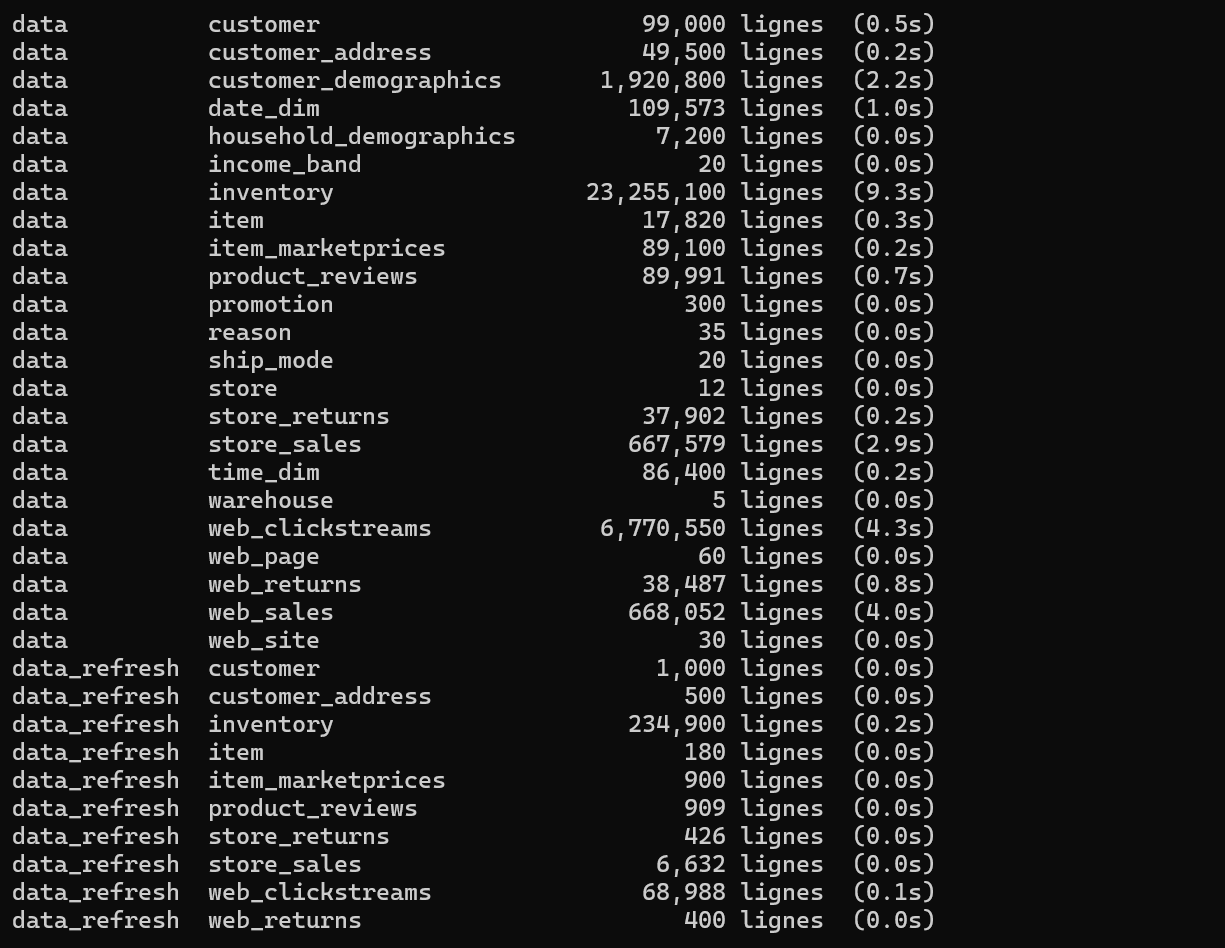 data          customer                       99,000 lignes  (0.5s)
data          customer_address               49,500 lignes  (0.2s)
data          customer_demographics       1,920,800 lignes  (2.2s)
data          date_dim                      109,573 lignes  (1.0s)
data          household_demographics          7,200 lignes  (0.0s)
data          income_band                        20 lignes  (0.0s)
data          inventory                  23,255,100 lignes  (9.3s)
data          item                           17,820 lignes  (0.3s)
data          item_marketprices              89,100 lignes  (0.2s)
data          product_reviews                89,991 lignes  (0.7s)
data          promotion                         300 lignes  (0.0s)
data          reason                             35 lignes  (0.0s)
data          ship_mode                          20 lignes  (0.0s)
data          store                              12 lignes  (0.0s)
data          store_returns                  37,902 lignes  (0.2s)
data          store_sales                   667,579 lignes  (2.9s)
data          time_dim                       86,400 lignes  (0.2s)
data          warehouse                           5 lignes  (0.0s)
data          web_clickstreams            6,770,550 lignes  (4.3s)
data          web_page                           60 lignes  (0.0s)
data          web_returns                    38,487 lignes  (0.8s)
data          web_sales                     668,052 lignes  (4.0s)
data          web_site                           30 lignes  (0.0s)
data_refresh  customer                        1,000 lignes  (0.0s)
data_refresh  customer_address                  500 lignes  (0.0s)
data_refresh  inventory                     234,900 lignes  (0.2s)
data_refresh  item                              180 lignes  (0.0s)
data_refresh  item_marketprices                 900 lignes  (0.0s)
data_refresh  product_reviews                   909 lignes  (0.0s)
data_refresh  store_returns                     426 lignes  (0.0s)
data_refresh  store_sales                     6,632 lignes  (0.0s)
data_refresh  web_clickstreams               68,988 lignes  (0.1s)
data_refresh  web_returns                       400 lignes  (0.0s)